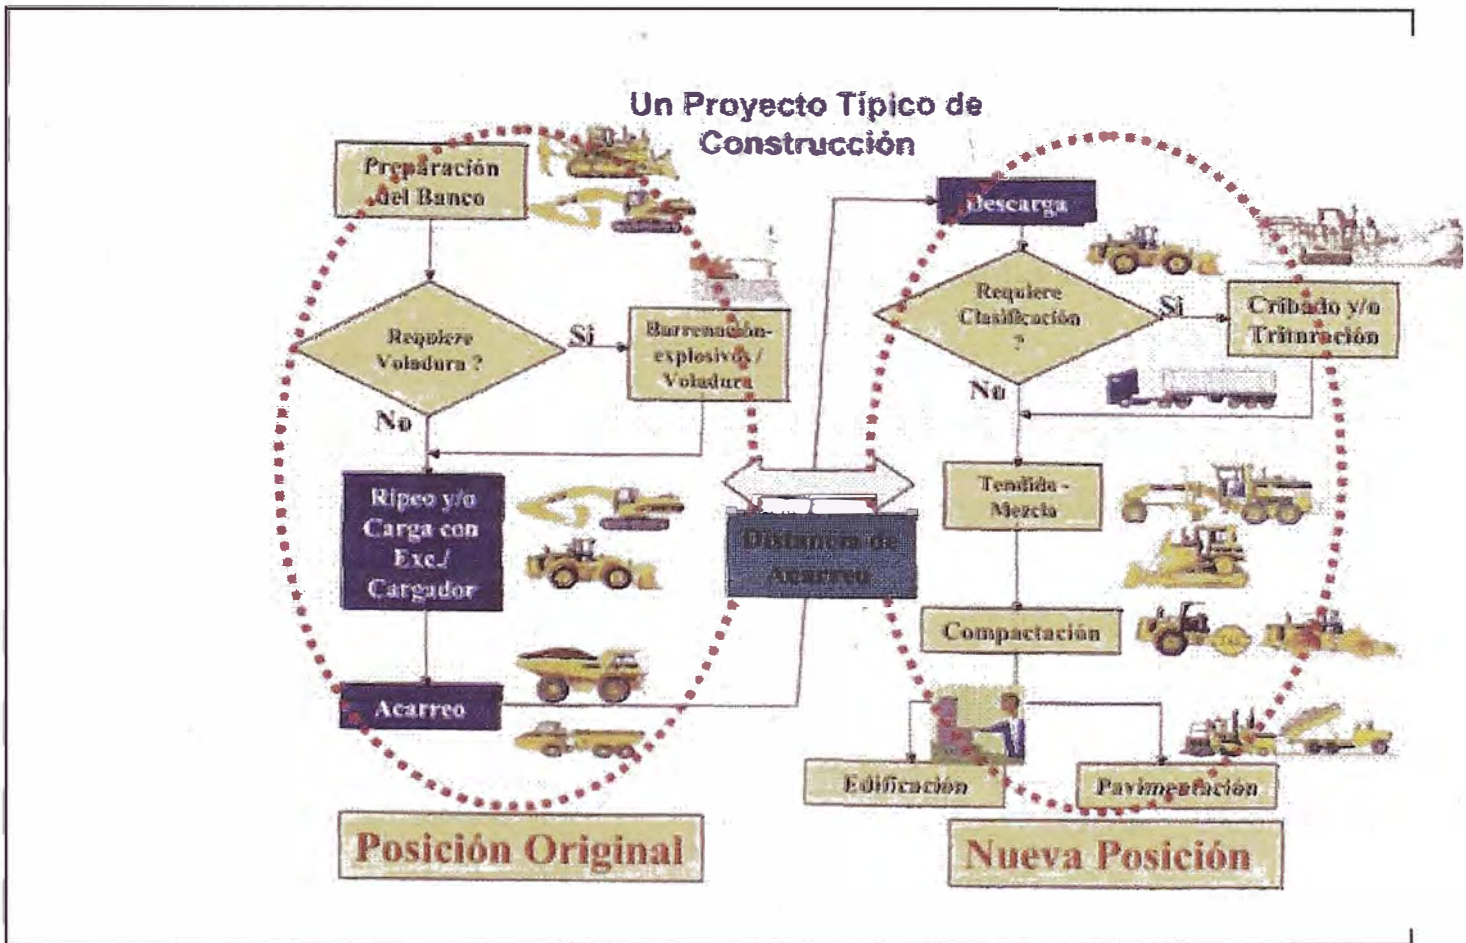 Un Proyecto Típico de
Construcción
Preparación
del Banco
Requiere
Voladura ?
Si
Barrenación-
explosivos /
Voladura
No
Ripeo y/o
Carga con
Exc./
Cargador
Acarreo
Posición Original
Distancia de
Acarreo
Descarga
Requiere
Clasificación
?
Si
Cribado y/o
Trituración
No
Tendida -
Mezcla
Compactación
Edificación
Pavimentación
Nueva Posición